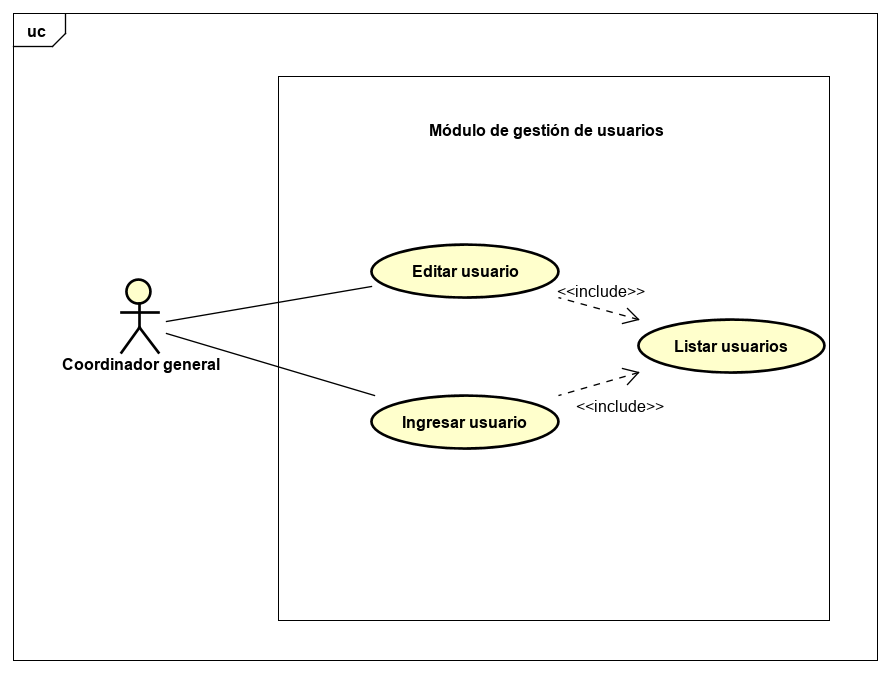 uc
Módulo de gestión de usuarios
Editar usuario
<<include>>
Listar usuarios
Coordinador general
<<include>>
Ingresar usuario